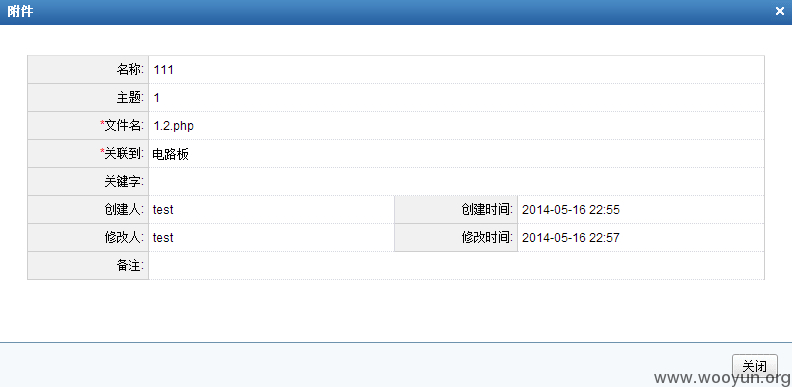 附件 ×
名称: 111
主题: 1
*文件名: 1.2.php
*关联到: 电路板
关键字:
创建人: test 创建时间: 2014-05-16 22:55
修改人: test 修改时间: 2014-05-16 22:57
备注:
关闭
www.wooyun.org